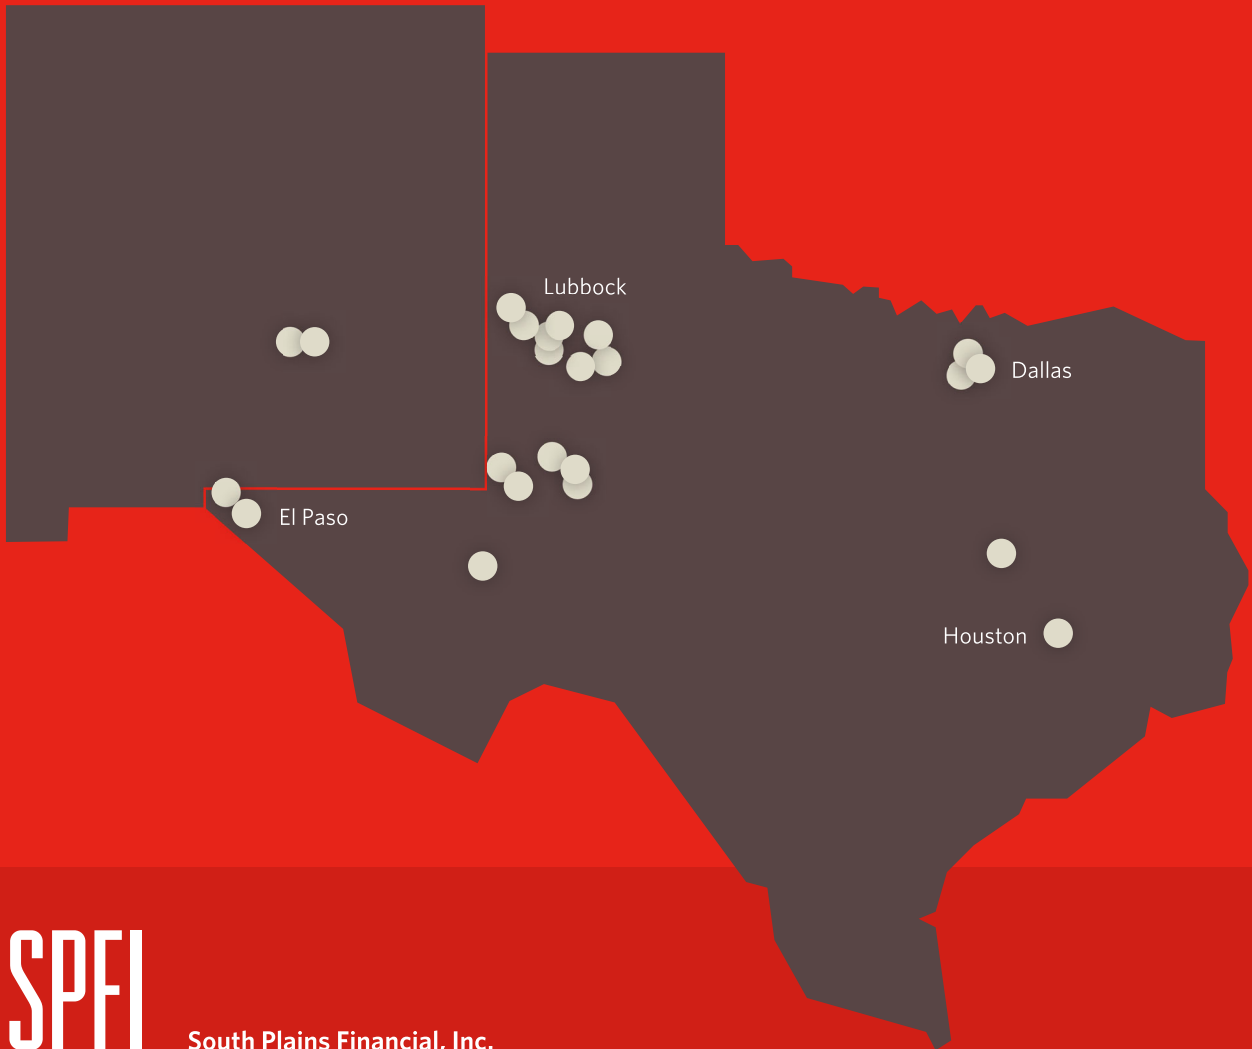 Lubbock
Dallas
El Paso
Houston
SPFI
South Plains Financial, Inc.